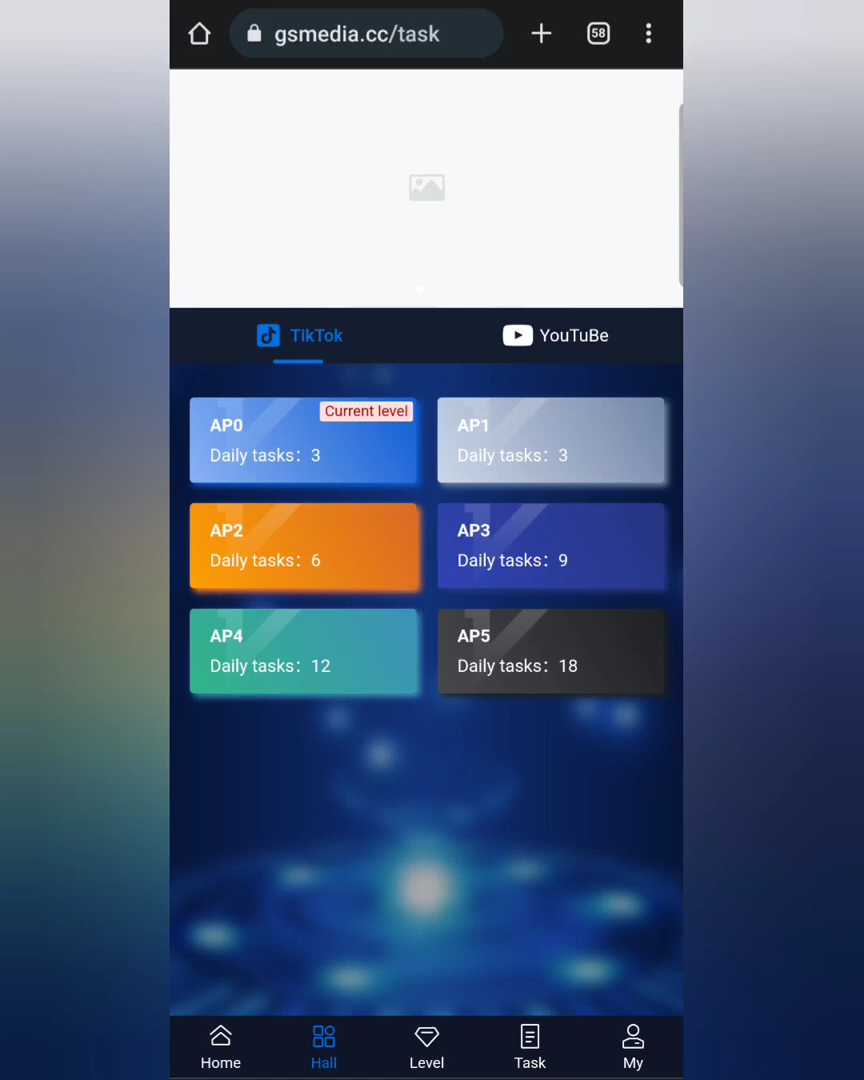 gsmedia.cc/task
58
TikTok
YouTuBe
Current level
AP0
Daily tasks：3
AP1
Daily tasks：3
AP2
Daily tasks：6
AP3
Daily tasks：9
AP4
Daily tasks：12
AP5
Daily tasks：18
Home
Hall
Level
Task
My